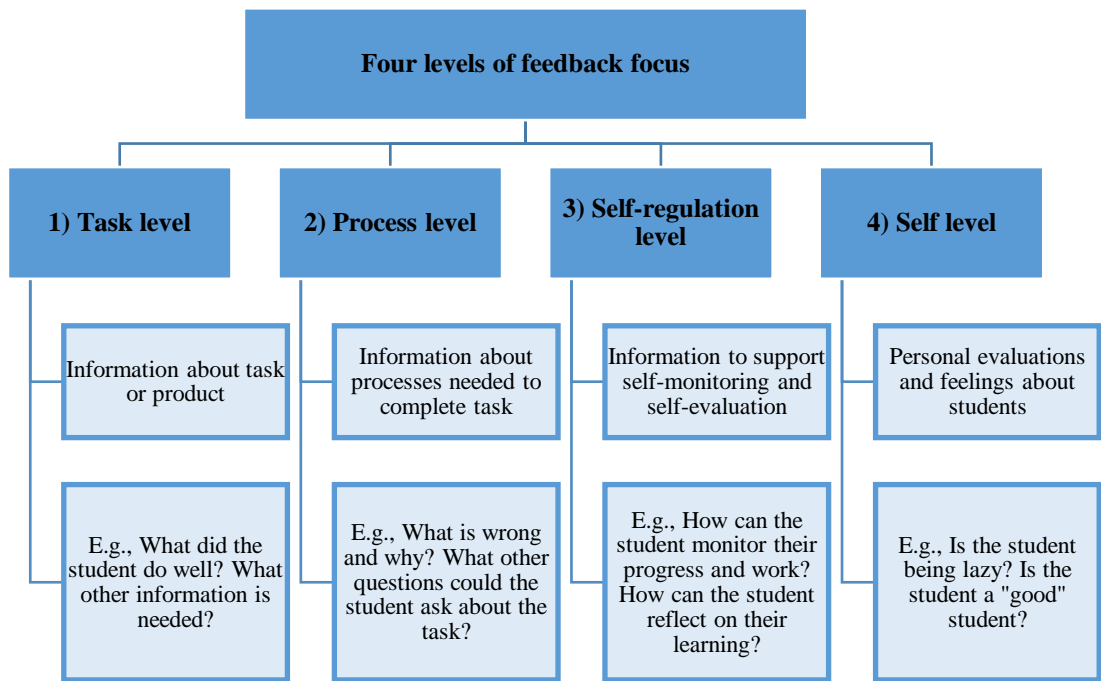 Four levels of feedback focus
1) Task level
Information about task
or product
E.g., What did the
student do well? What
other information is
needed?
2) Process level
Information about
processes needed to
complete task
E.g., What is wrong
and why? What other
questions could the
student ask about the
task?
3) Self-regulation
level
Information to support
self-monitoring and
self-evaluation
E.g., How can the
student monitor their
progress and work?
How can the student
reflect on their
learning?
4) Self level
Personal evaluations
and feelings about
students
E.g., Is the student
being lazy? Is the
student a "good"
student?